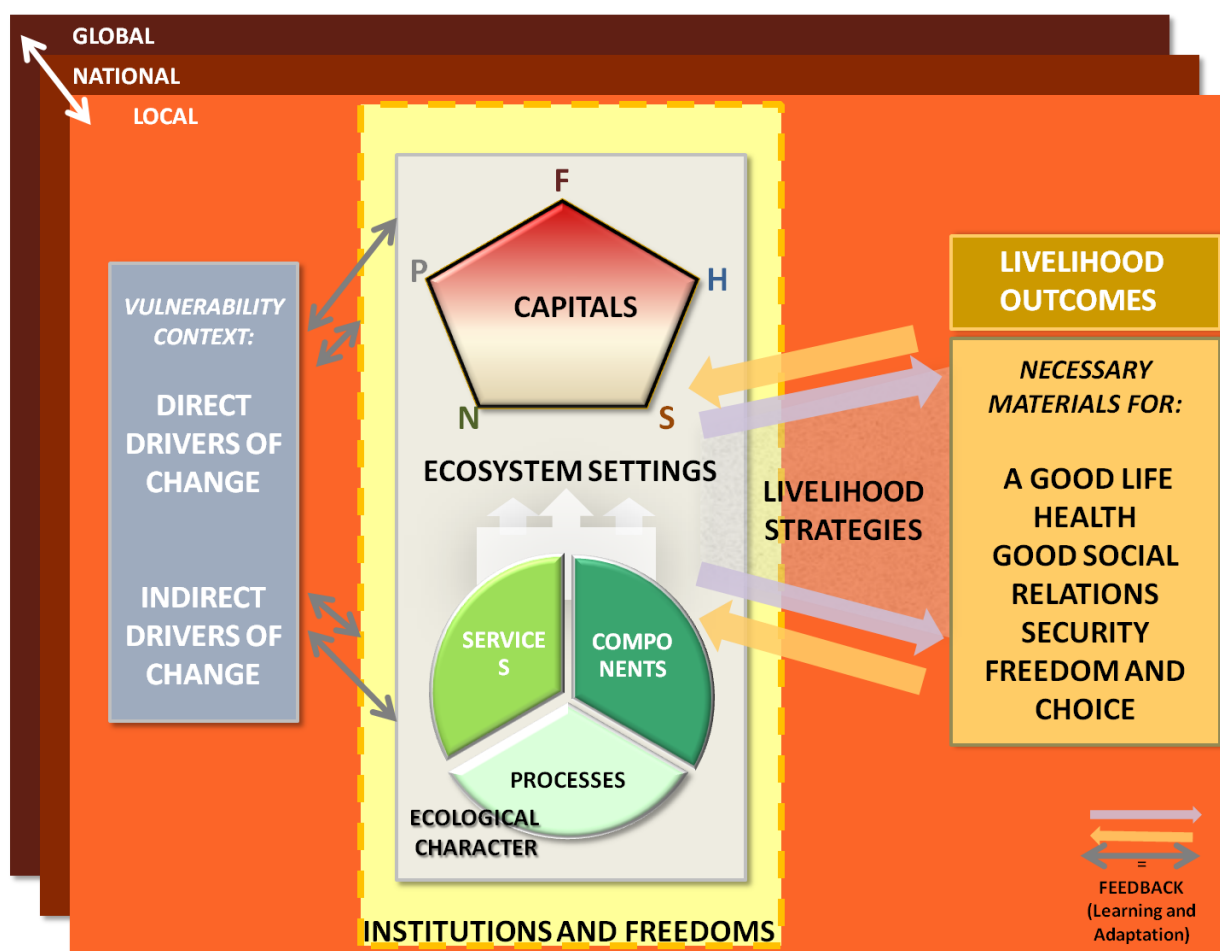 GLOBAL
NATIONAL
LOCAL
VULNERABILITY
CONTEXT:
DIRECT
DRIVERS OF
CHANGE
INDIRECT
DRIVERS OF
CHANGE
F
P
H
CAPITALS
N
S
ECOSYSTEM SETTINGS
SERVICE
S
COMPO
NENTS
PROCESSES
ECOLOGICAL
CHARACTER
INSTITUTIONS AND FREEDOMS
LIVELIHOOD
STRATEGIES
LIVELIHOOD
OUTCOMES
NECESSARY
MATERIALS FOR:
A GOOD LIFE
HEALTH
GOOD SOCIAL
RELATIONS
SECURITY
FREEDOM AND
CHOICE
=
FEEDBACK
(Learning and
Adaptation)